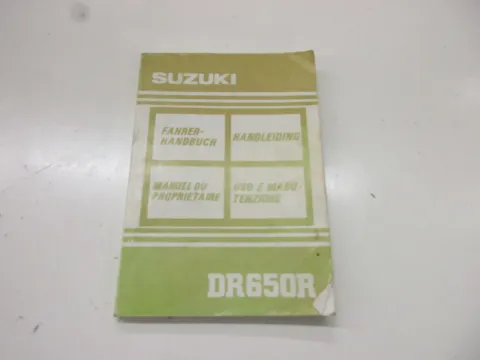 SUZUKI
FAHRER-
HANDBUCH
HANDLEIDING
MANUEL DU
PROPRIETAIRE
USO E MANU-
TENZIONE
DR650R